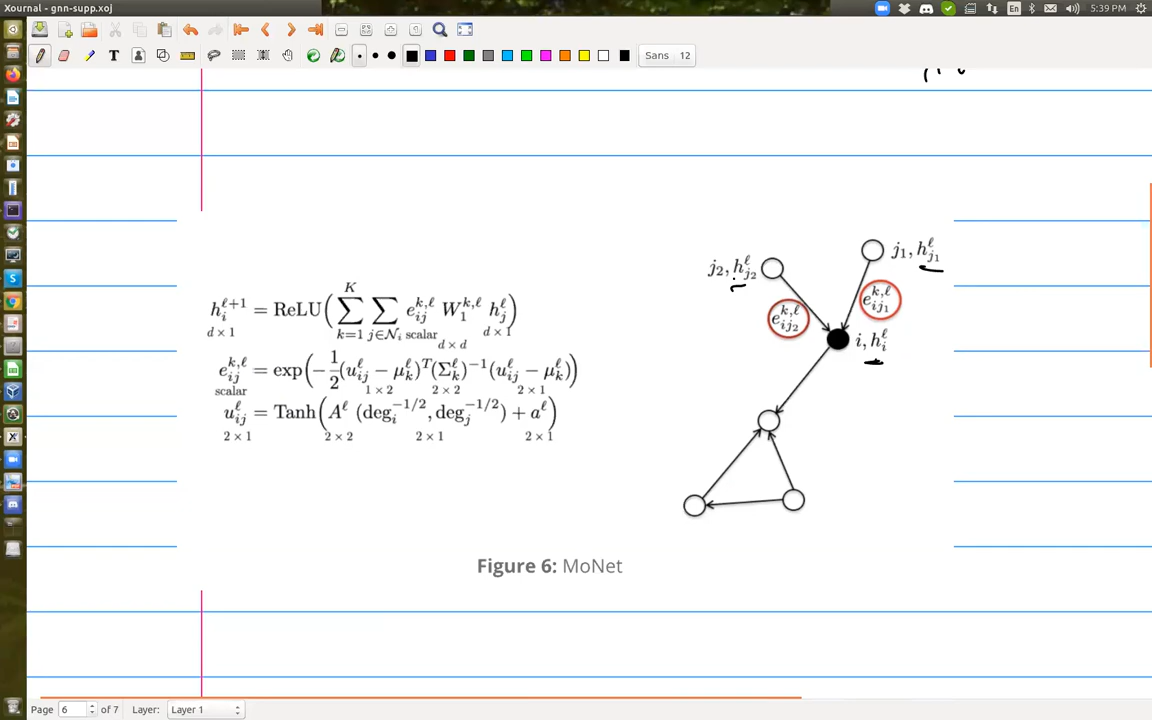 Xournal - gnn-supp.xoj
En
5:39 PM
Sans 12
h_i^{ℓ+1} = ReLU(∑_{k=1}^{K} ∑_{j∈N_i} e_{ij}^{k,ℓ} W_1^{k,ℓ} h_j^ℓ)
d × 1 scalar d × d d × 1
e_{ij}^{k,ℓ} = exp(−1/2 (u_{ij}^ℓ − μ_k^ℓ)^T (Σ_k^ℓ)^{−1} (u_{ij}^ℓ − μ_k^ℓ))
scalar 1 × 2 2 × 2 2 × 1
u_{ij}^ℓ = Tanh(A^ℓ (deg_i^{−1/2}, deg_j^{−1/2}) + a^ℓ)
2 × 1 2 × 2 2 × 1 2 × 1
j_1, h_{j_1}^ℓ
j_2, h_{j_2}^ℓ
e_{ij_1}^{k,ℓ}
e_{ij_2}^{k,ℓ}
i, h_i^ℓ
Figure 6: MoNet
Page 6 of 7 Layer: Layer 1